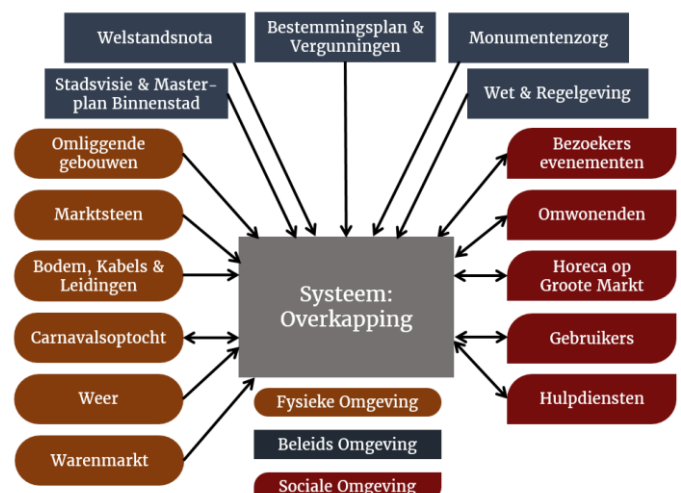 Welstandsnota
Bestemmingsplan &
Vergunningen
Monumentenzorg
Stadsvisie & Master-
plan Binnenstad
Wet & Regelgeving
Omliggende
gebouwen
Marktsteen
Bodem, Kabels &
Leidingen
Carnavalsoptocht
Weer
Warenmarkt
Systeem:
Overkapping
Bezoekers
evenementen
Omwonenden
Horeca op
Groote Markt
Gebruikers
Hulpdiensten
Fysieke Omgeving
Beleids Omgeving
Sociale Omgeving